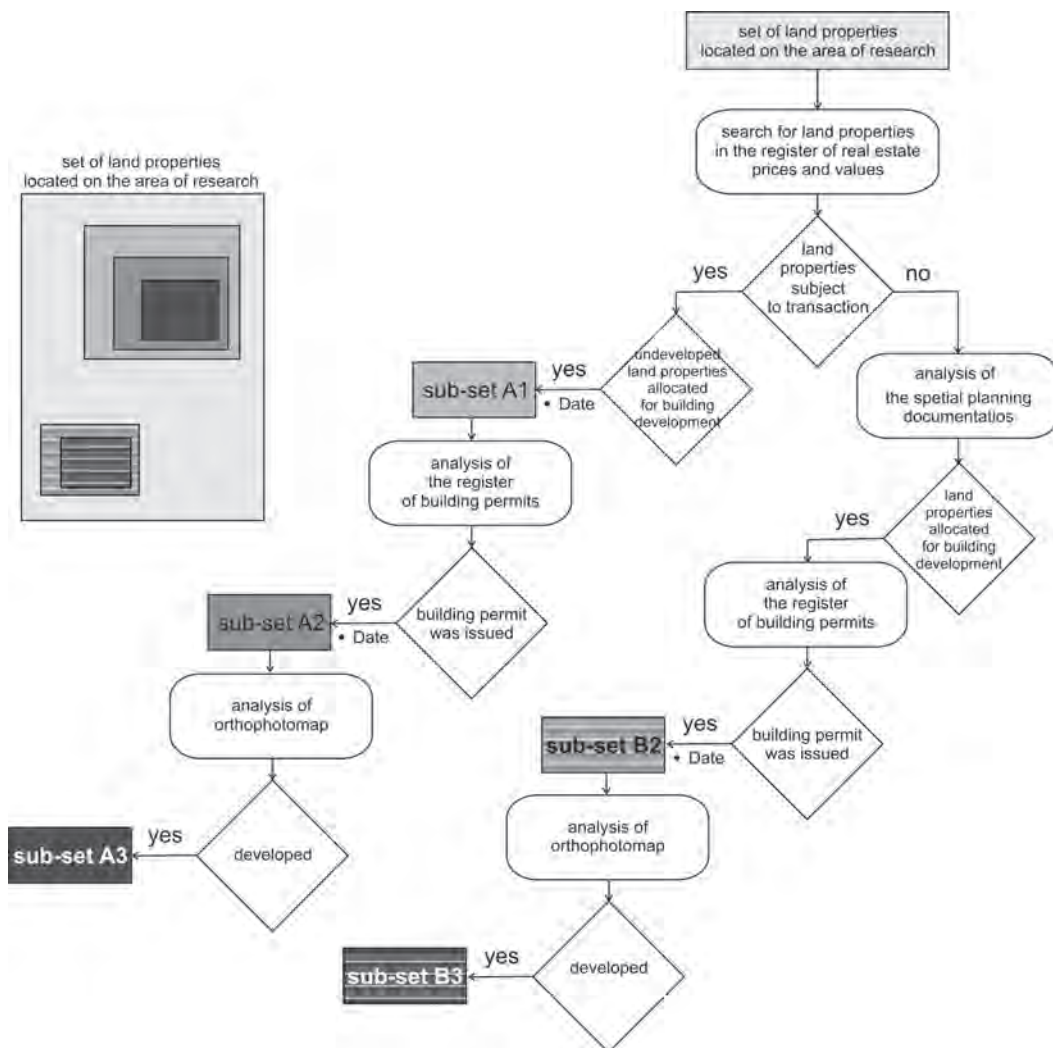 set of land properties
located on the area of research
search for land properties
in the register of real estate
prices and values
set of land properties
located on the area of research
land
properties
subject
to transaction
yes
no
undeveloped
land properties
allocated
for building
development
yes
• Date
sub-set A1
analysis of
the spetial planning
documentatios
analysis of
the register
of building permits
land
properties
allocated
for building
development
yes
analysis of
the register
of building permits
building permit
was issued
yes
• Date
sub-set A2
analysis of
orthophotomap
building permit
was issued
yes
• Date
sub-set B2
analysis of
orthophotomap
developed
yes
sub-set A3
developed
yes
sub-set B3